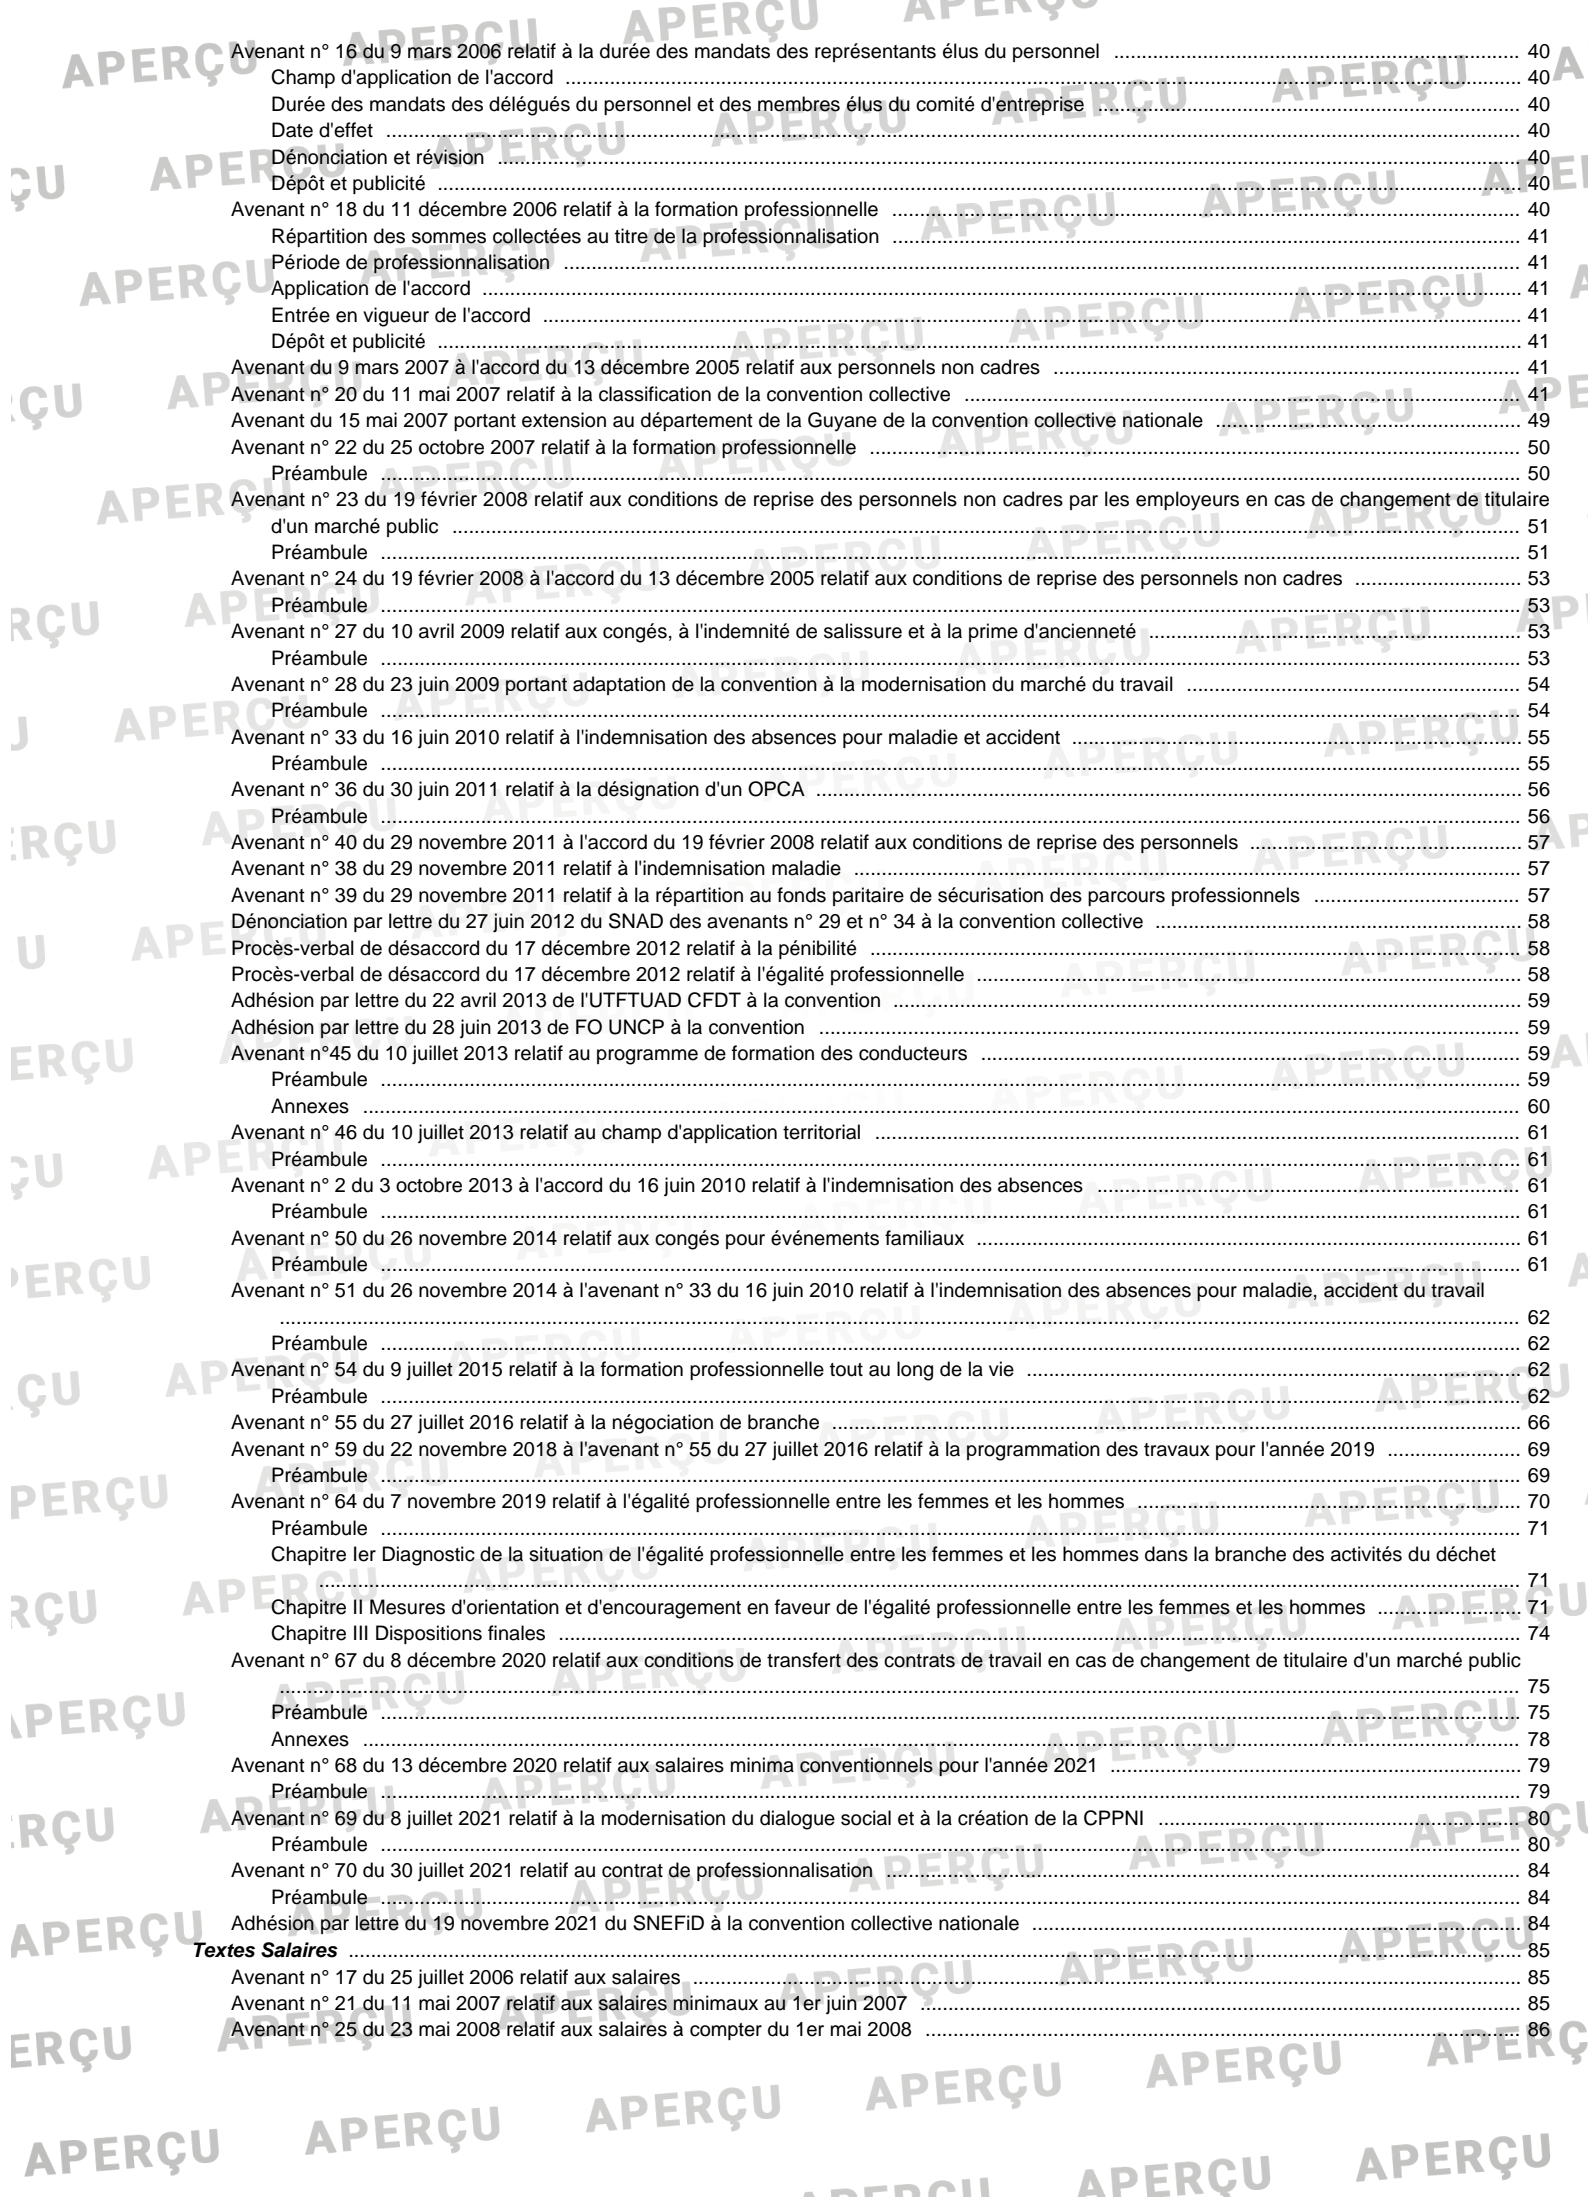 Avenant n° 16 du 9 mars 2006 relatif à la durée des mandats des représentants élus du personnel ... 40
Champ d'application de l'accord ... 40
Durée des mandats des délégués du personnel et des membres élus du comité d'entreprise ... 40
Date d'effet ... 40
Dénonciation et révision ... 40
Dépôt et publicité ... 40
Avenant n° 18 du 11 décembre 2006 relatif à la formation professionnelle ... 40
Répartition des sommes collectées au titre de la professionnalisation ... 41
Période de professionnalisation ... 41
Application de l'accord ... 41
Entrée en vigueur de l'accord ... 41
Dépôt et publicité ... 41
Avenant du 9 mars 2007 à l'accord du 13 décembre 2005 relatif aux personnels non cadres ... 41
Avenant n° 20 du 11 mai 2007 relatif à la classification de la convention collective ... 41
Avenant du 15 mai 2007 portant extension au département de la Guyane de la convention collective nationale ... 49
Avenant n° 22 du 25 octobre 2007 relatif à la formation professionnelle ... 50
Préambule ... 50
Avenant n° 23 du 19 février 2008 relatif aux conditions de reprise des personnels non cadres par les employeurs en cas de changement de titulaire
d'un marché public ... 51
Préambule ... 51
Avenant n° 24 du 19 février 2008 à l'accord du 13 décembre 2005 relatif aux conditions de reprise des personnels non cadres ... 53
Préambule ... 53
Avenant n° 27 du 10 avril 2009 relatif aux congés, à l'indemnité de salissure et à la prime d'ancienneté ... 53
Préambule ... 53
Avenant n° 28 du 23 juin 2009 portant adaptation de la convention à la modernisation du marché du travail ... 54
Préambule ... 54
Avenant n° 33 du 16 juin 2010 relatif à l'indemnisation des absences pour maladie et accident ... 55
Préambule ... 55
Avenant n° 36 du 30 juin 2011 relatif à la désignation d'un OPCA ... 56
Préambule ... 56
Avenant n° 40 du 29 novembre 2011 à l'accord du 19 février 2008 relatif aux conditions de reprise des personnels ... 57
Avenant n° 38 du 29 novembre 2011 relatif à l'indemnisation maladie ... 57
Avenant n° 39 du 29 novembre 2011 relatif à la répartition au fonds paritaire de sécurisation des parcours professionnels ... 57
Dénonciation par lettre du 27 juin 2012 du SNAD des avenants n° 29 et n° 34 à la convention collective ... 58
Procès-verbal de désaccord du 17 décembre 2012 relatif à la pénibilité ... 58
Procès-verbal de désaccord du 17 décembre 2012 relatif à l'égalité professionnelle ... 58
Adhésion par lettre du 22 avril 2013 de l'UTFTUAD CFDT à la convention ... 59
Adhésion par lettre du 28 juin 2013 de FO UNCP à la convention ... 59
Avenant n°45 du 10 juillet 2013 relatif au programme de formation des conducteurs ... 59
Préambule ... 59
Annexes ... 60
Avenant n° 46 du 10 juillet 2013 relatif au champ d'application territorial ... 61
Préambule ... 61
Avenant n° 2 du 3 octobre 2013 à l'accord du 16 juin 2010 relatif à l'indemnisation des absences ... 61
Préambule ... 61
Avenant n° 50 du 26 novembre 2014 relatif aux congés pour événements familiaux ... 61
Préambule ... 61
Avenant n° 51 du 26 novembre 2014 à l'avenant n° 33 du 16 juin 2010 relatif à l'indemnisation des absences pour maladie, accident du travail
... 62
Préambule ... 62
Avenant n° 54 du 9 juillet 2015 relatif à la formation professionnelle tout au long de la vie ... 62
Préambule ... 62
Avenant n° 55 du 27 juillet 2016 relatif à la négociation de branche ... 66
Avenant n° 59 du 22 novembre 2018 à l'avenant n° 55 du 27 juillet 2016 relatif à la programmation des travaux pour l'année 2019 ... 69
Préambule ... 69
Avenant n° 64 du 7 novembre 2019 relatif à l'égalité professionnelle entre les femmes et les hommes ... 70
Préambule ... 71
Chapitre Ier Diagnostic de la situation de l'égalité professionnelle entre les femmes et les hommes dans la branche des activités du déchet
... 71
Chapitre II Mesures d'orientation et d'encouragement en faveur de l'égalité professionnelle entre les femmes et les hommes ... 71
Chapitre III Dispositions finales ... 74
Avenant n° 67 du 8 décembre 2020 relatif aux conditions de transfert des contrats de travail en cas de changement de titulaire d'un marché public
... 75
Préambule ... 75
Annexes ... 78
Avenant n° 68 du 13 décembre 2020 relatif aux salaires minima conventionnels pour l'année 2021 ... 79
Préambule ... 79
Avenant n° 69 du 8 juillet 2021 relatif à la modernisation du dialogue social et à la création de la CPPNI ... 80
Préambule ... 80
Avenant n° 70 du 30 juillet 2021 relatif au contrat de professionnalisation ... 84
Préambule ... 84
Adhésion par lettre du 19 novembre 2021 du SNEFiD à la convention collective nationale ... 84
Textes Salaires ... 85
Avenant n° 17 du 25 juillet 2006 relatif aux salaires ... 85
Avenant n° 21 du 11 mai 2007 relatif aux salaires minimaux au 1er juin 2007 ... 85
Avenant n° 25 du 23 mai 2008 relatif aux salaires à compter du 1er mai 2008 ... 86
APERÇU